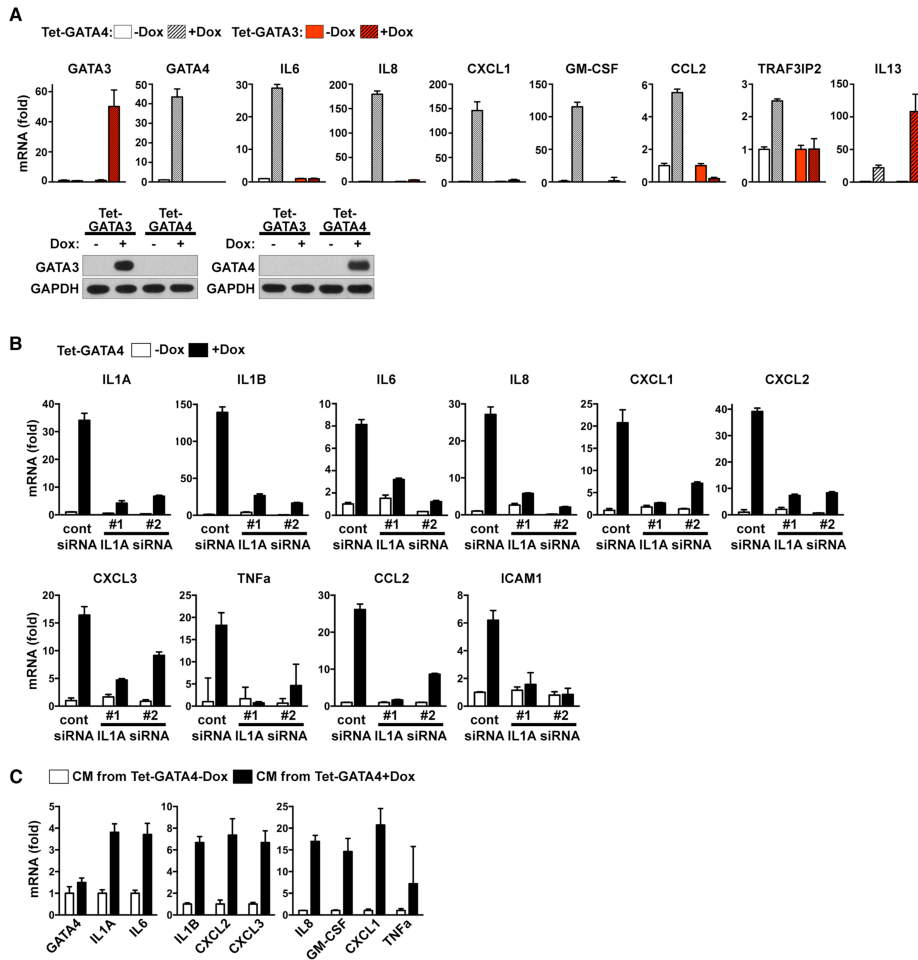 A
Tet-GATA4: -Dox +Dox Tet-GATA3: -Dox +Dox
GATA3 GATA4 IL6 IL8 CXCL1 GM-CSF CCL2 TRAF3IP2 IL13
mRNA (fold)
60 40 20 0
50 40 30 20 10 0
30 20 10 0
200 150 100 50 0
200 150 100 50 0
150 100 50 0
6 4 2 0
3 2 1 0
150 100 50 0
Tet-GATA3 Tet-GATA4 Tet-GATA3 Tet-GATA4
Dox: - + - + Dox: - + - +
GATA3 GATA4
GAPDH GAPDH
B
Tet-GATA4 -Dox +Dox
IL1A IL1B IL6 IL8 CXCL1 CXCL2
mRNA (fold)
40 30 20 10 0
150 100 50 0
10 8 6 4 2 0
30 20 10 0
25 20 15 10 5 0
40 30 20 10 0
cont #1 #2 cont #1 #2 cont #1 #2 cont #1 #2 cont #1 #2 cont #1 #2
siRNA IL1A siRNA siRNA IL1A siRNA siRNA IL1A siRNA siRNA IL1A siRNA siRNA IL1A siRNA siRNA IL1A siRNA
CXCL3 TNFa CCL2 ICAM1
mRNA (fold)
20 15 10 5 0
25 20 15 10 5 0
30 20 10 0
8 6 4 2 0
cont #1 #2 cont #1 #2 cont #1 #2 cont #1 #2
siRNA IL1A siRNA siRNA IL1A siRNA siRNA IL1A siRNA siRNA IL1A siRNA
C
CM from Tet-GATA4-Dox CM from Tet-GATA4+Dox
mRNA (fold)
5 4 3 2 1 0
10 8 6 4 2 0
25 20 15 10 5 0
GATA4 IL1A IL6 IL1B CXCL2 CXCL3 IL8 GM-CSF CXCL1 TNFa